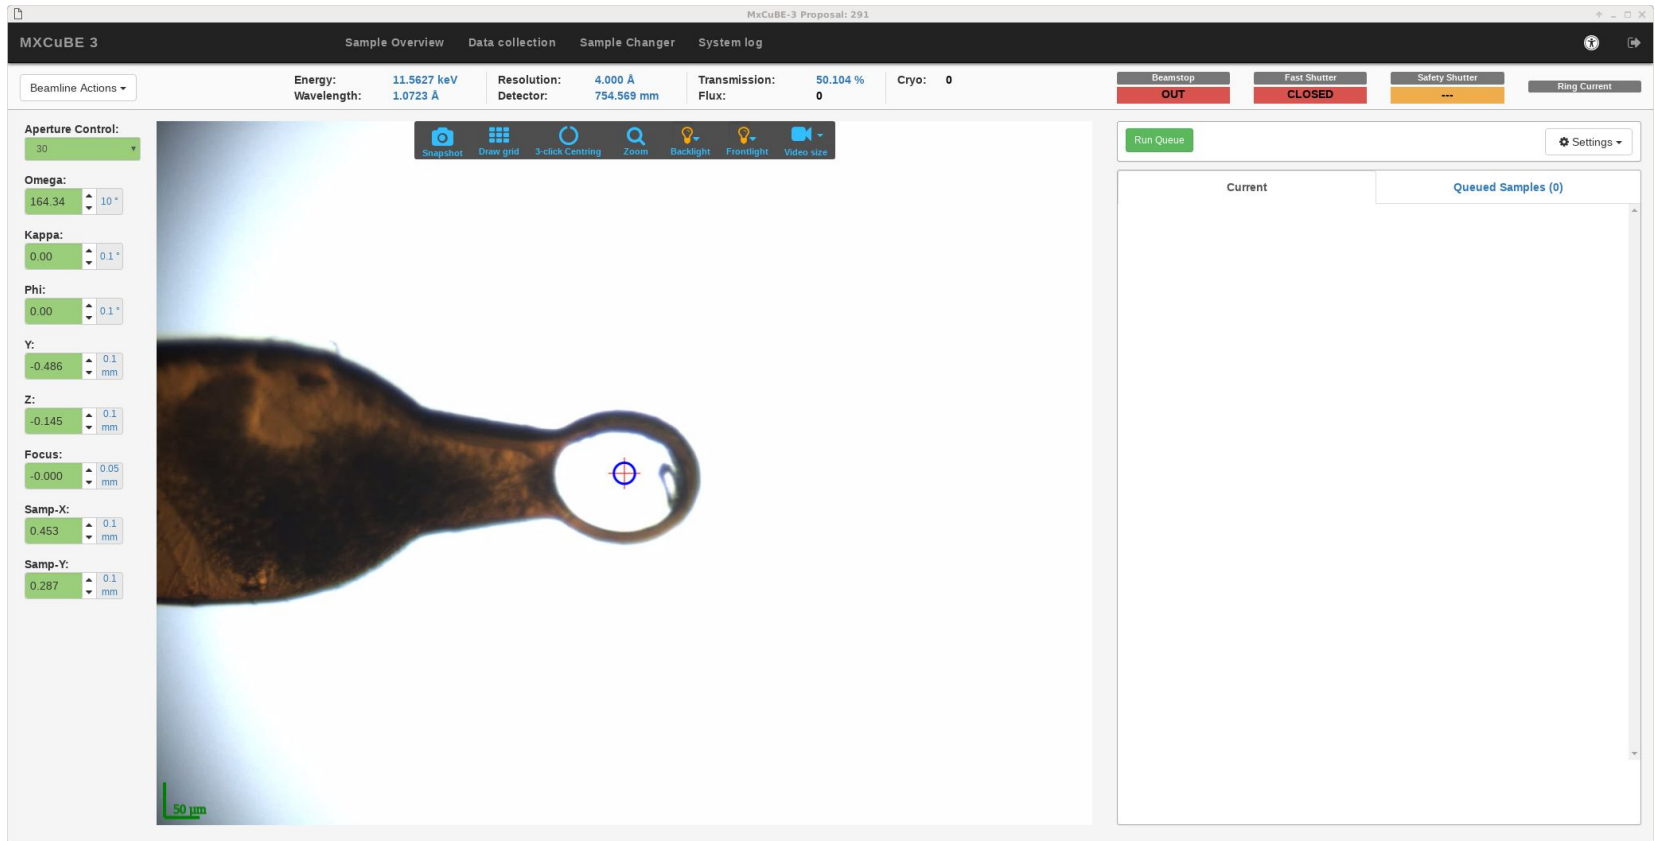 MxCuBE-3 Proposal: 291
MXCuBE 3 Sample Overview Data collection Sample Changer System log
Beamline Actions
Energy: 11.5627 keV Resolution: 4.000 Å Transmission: 50.104 % Cryo: 0
Wavelength: 1.0723 Å Detector: 754.569 mm Flux: 0
Beamstop Fast Shutter Safety Shutter Ring Current
OUT CLOSED ---
Aperture Control:
30
Omega:
164.34 10 °
Kappa:
0.00 0.1 °
Phi:
0.00 0.1 °
Y:
-0.486 0.1 mm
Z:
-0.145 0.1 mm
Focus:
-0.000 0.05 mm
Samp-X:
0.453 0.1 mm
Samp-Y:
0.287 0.1 mm
Snapshot Draw grid 3-click Centring Zoom Backlight Frontlight Video size
50 µm
Run Queue Settings
Current Queued Samples (0)